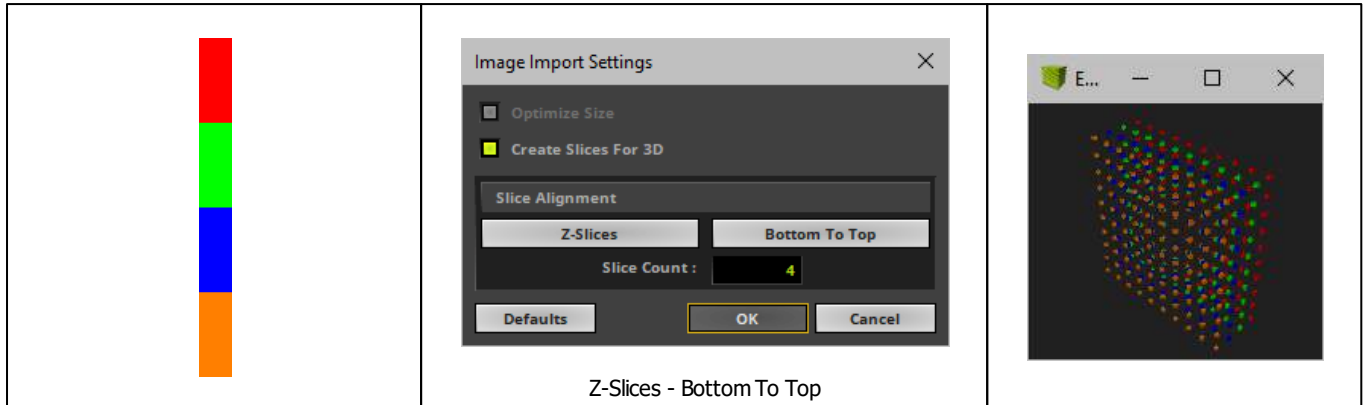 Image Import Settings
Optimize Size
Create Slices For 3D
Slice Alignment
Z-Slices Bottom To Top
Slice Count : 4
Defaults OK Cancel
Z-Slices - Bottom To Top
E...